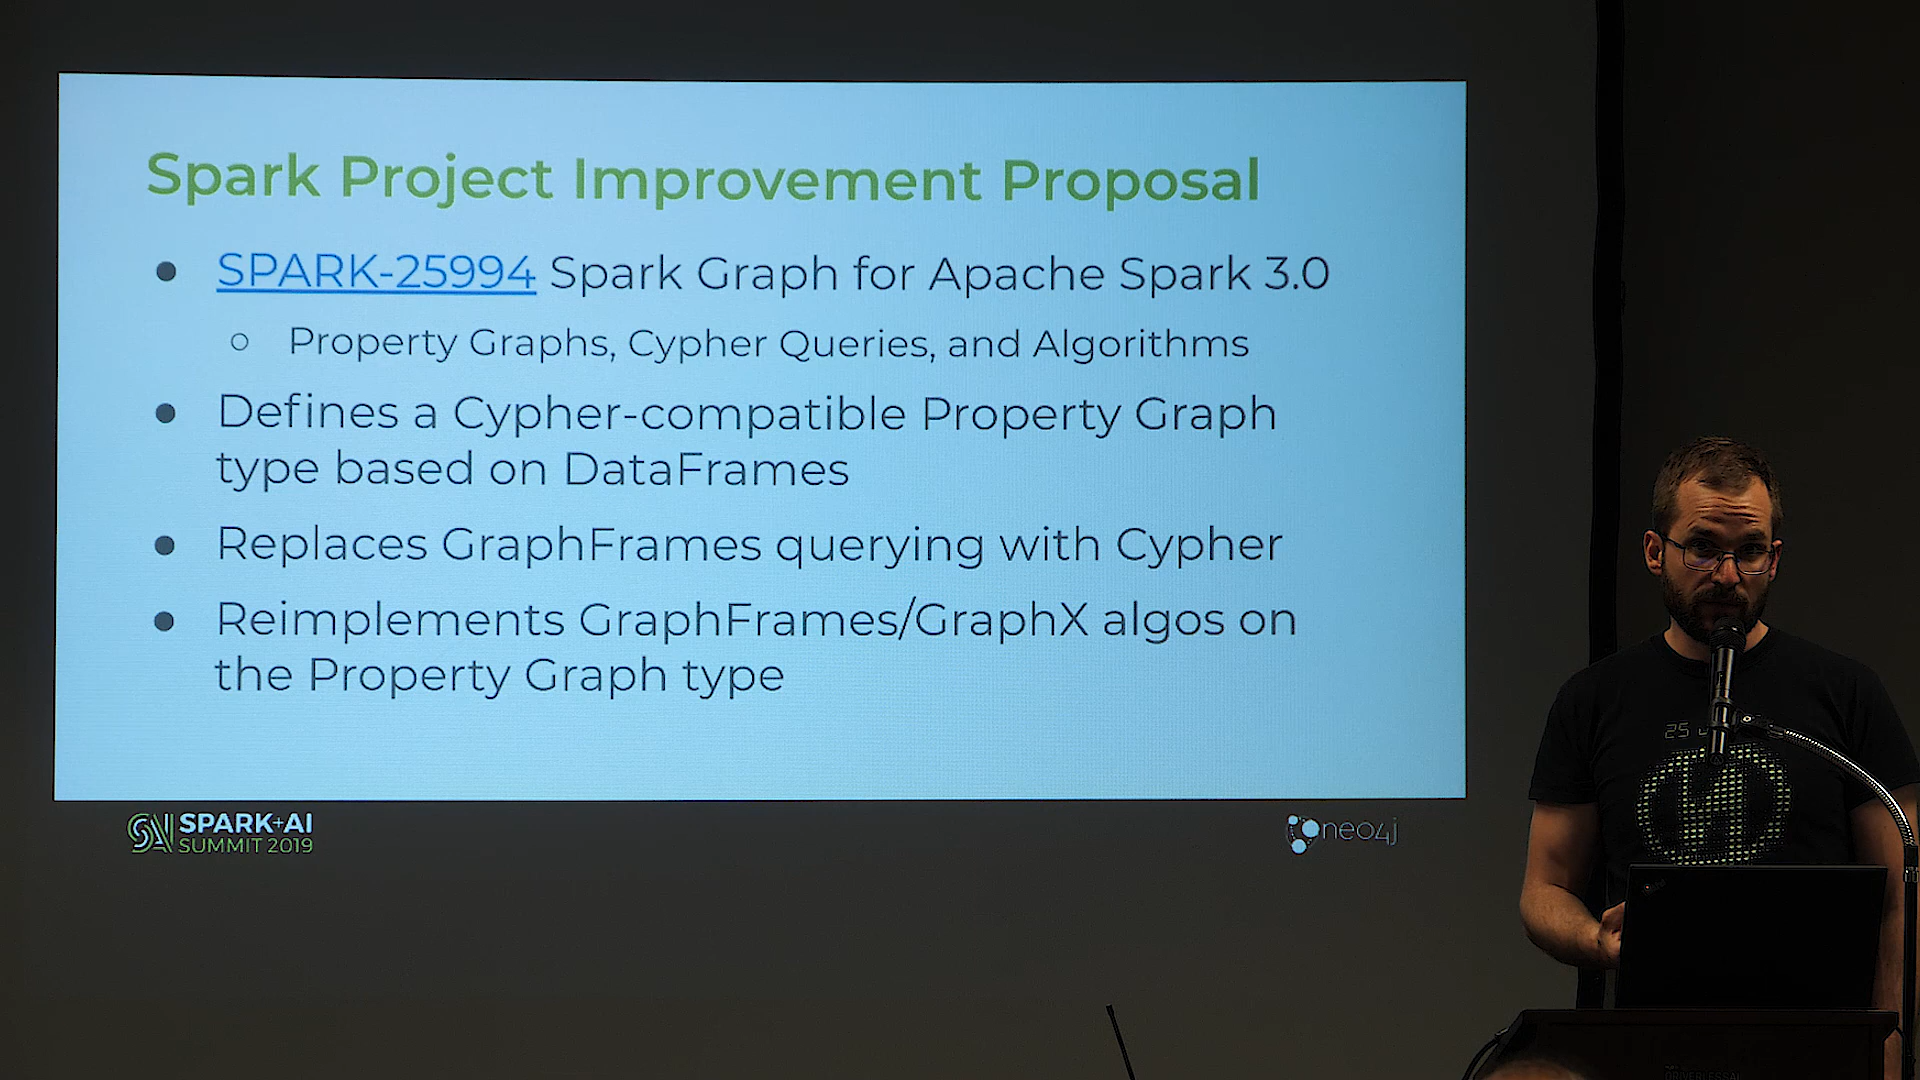 Spark Project Improvement Proposal
SPARK-25994 Spark Graph for Apache Spark 3.0
Property Graphs, Cypher Queries, and Algorithms
Defines a Cypher-compatible Property Graph
type based on DataFrames
Replaces GraphFrames querying with Cypher
Reimplements GraphFrames/GraphX algos on
the Property Graph type
SPARK+AI
SUMMIT 2019
neo4j
25